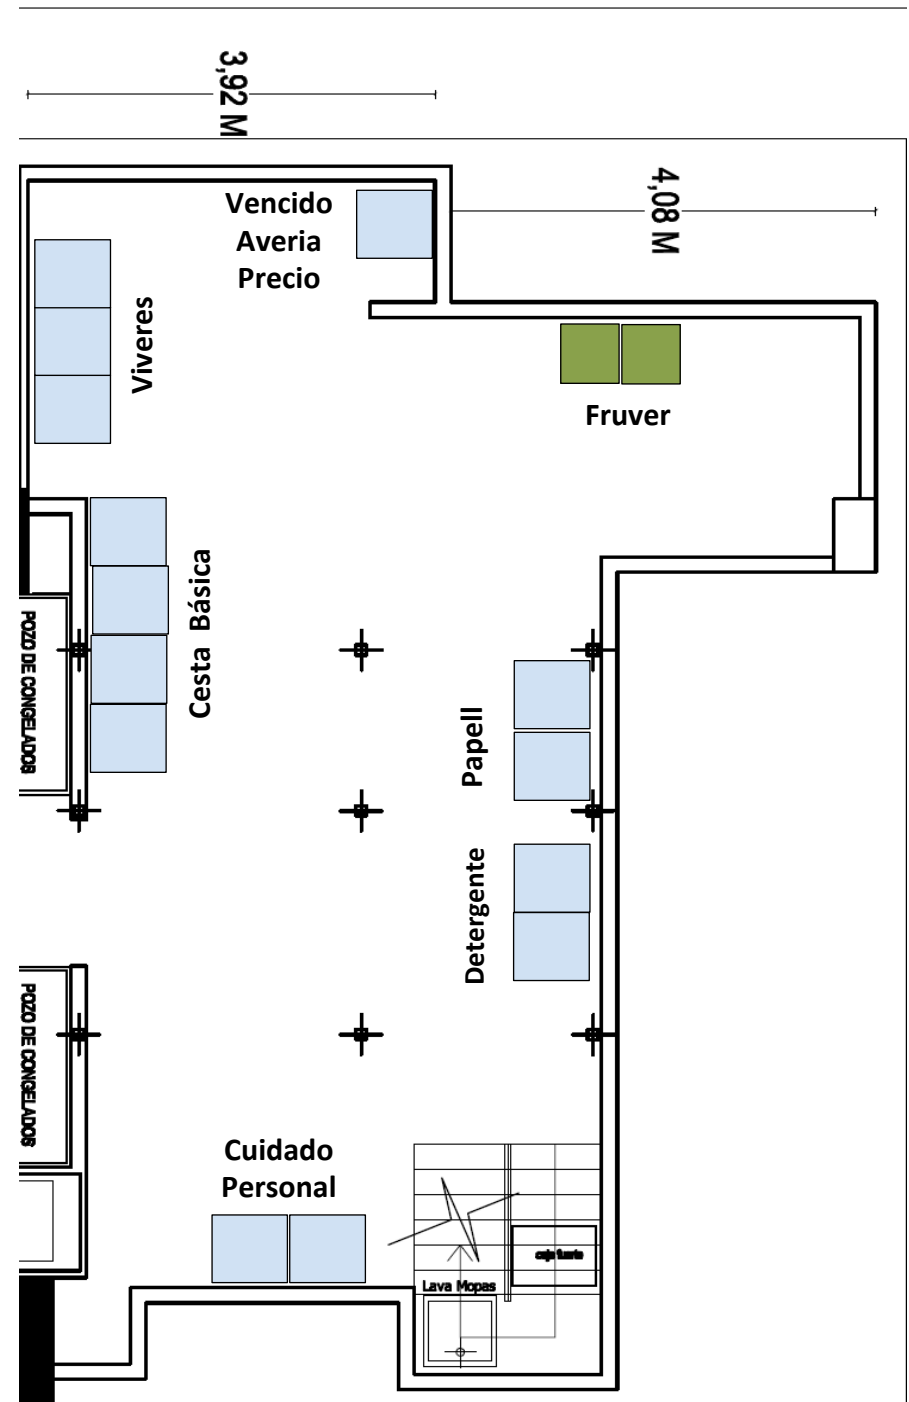 3,92 M
4,08 M
Vencido
Averia
Precio
Viveres
Fruver
Cesta Básica
POZO DE CONGELADOS
Papell
Detergente
POZO DE CONGELADOS
Cuidado
Personal
caja fuerte
Lava Mopas